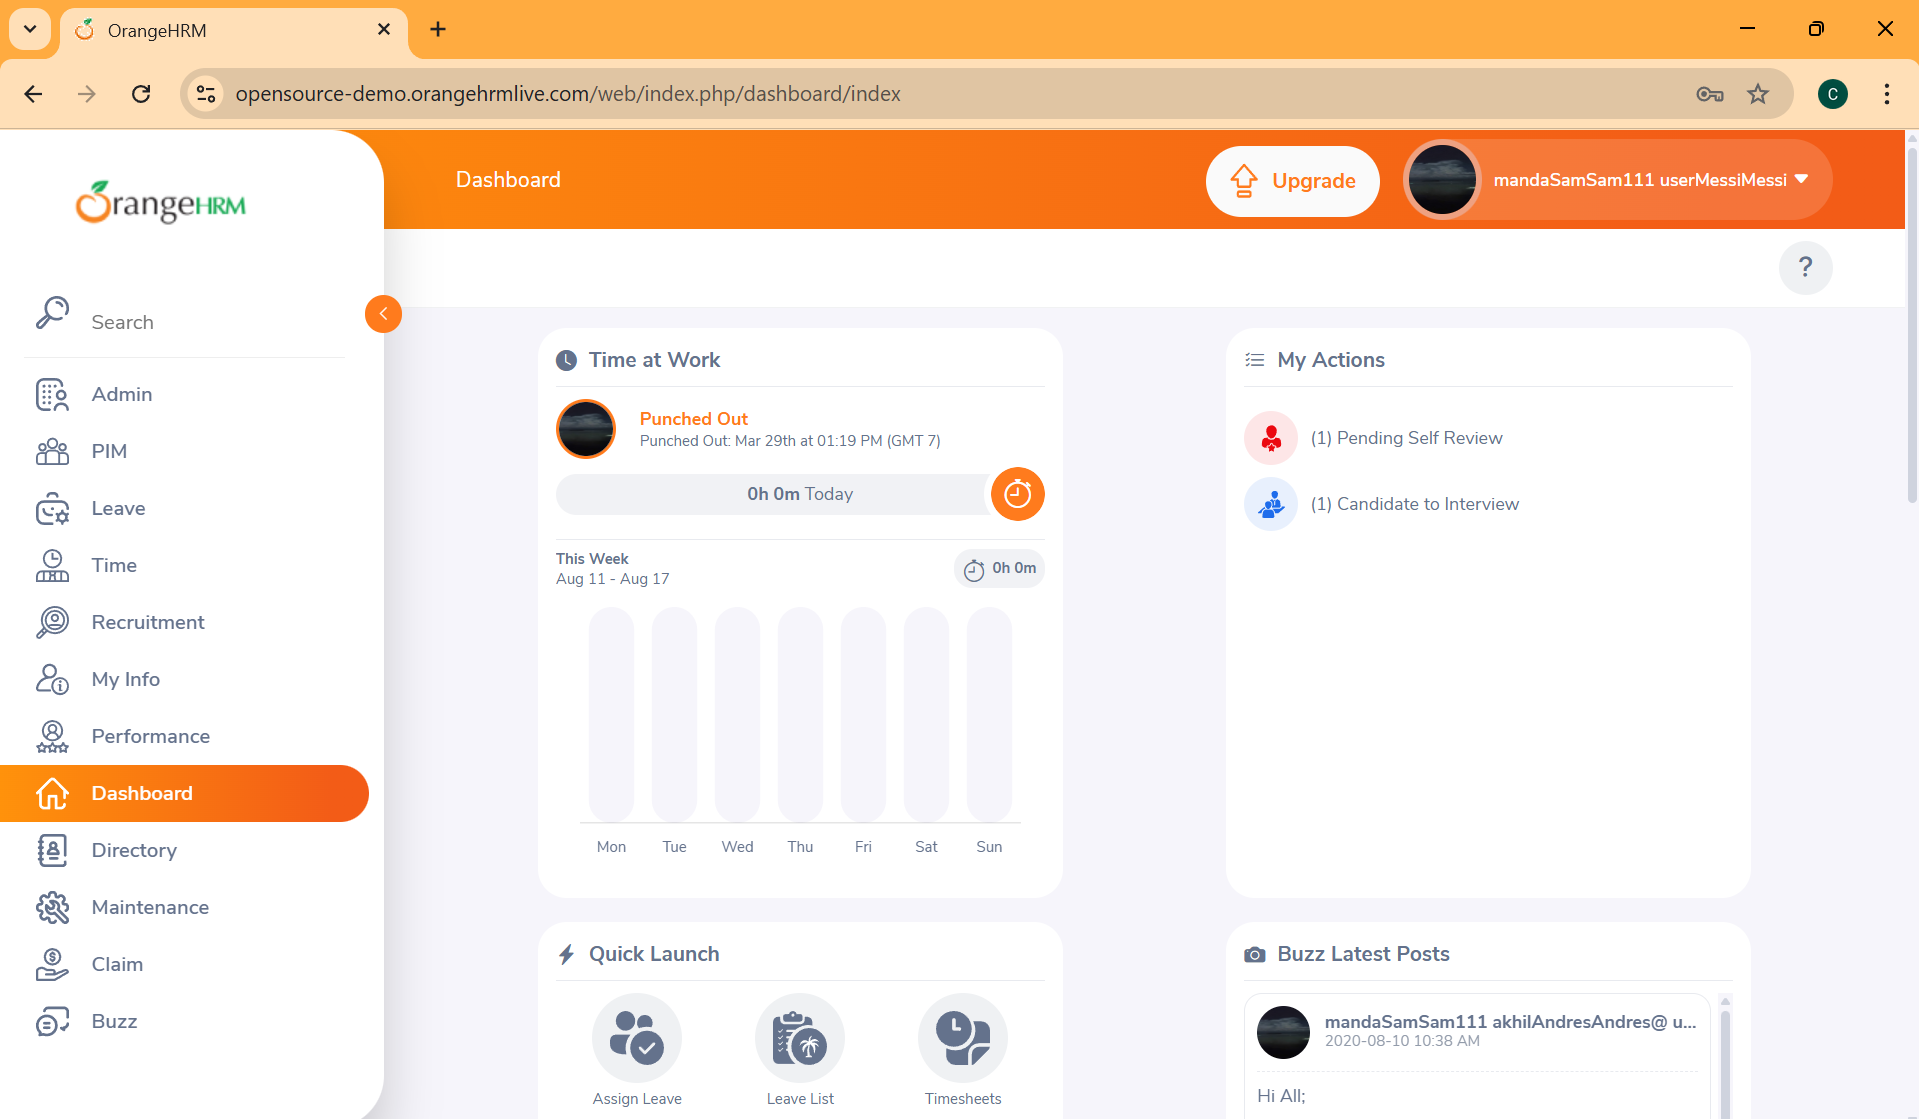 OrangeHRM
opensource-demo.orangehrmlive.com/web/index.php/dashboard/index
C
OrangeHRM
Dashboard
Upgrade
mandaSamSam111 userMessiMessi
?
Search
Admin
PIM
Leave
Time
Recruitment
My Info
Performance
Dashboard
Directory
Maintenance
Claim
Buzz
Time at Work
Punched Out
Punched Out: Mar 29th at 01:19 PM (GMT 7)
0h 0m Today
This Week
Aug 11 - Aug 17
0h 0m
Mon Tue Wed Thu Fri Sat Sun
My Actions
(1) Pending Self Review
(1) Candidate to Interview
Quick Launch
Assign Leave
Leave List
Timesheets
Buzz Latest Posts
mandaSamSam111 akhilAndresAndres@ u...
2020-08-10 10:38 AM
Hi All;